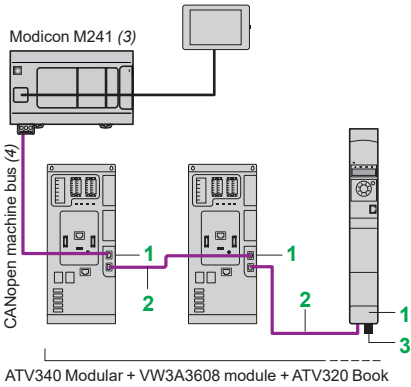 Modicon M241 (3)
CANopen machine bus (4)
1
1
2
2
1
3
ATV340 Modular + VW3A3608 module + ATV320 Book